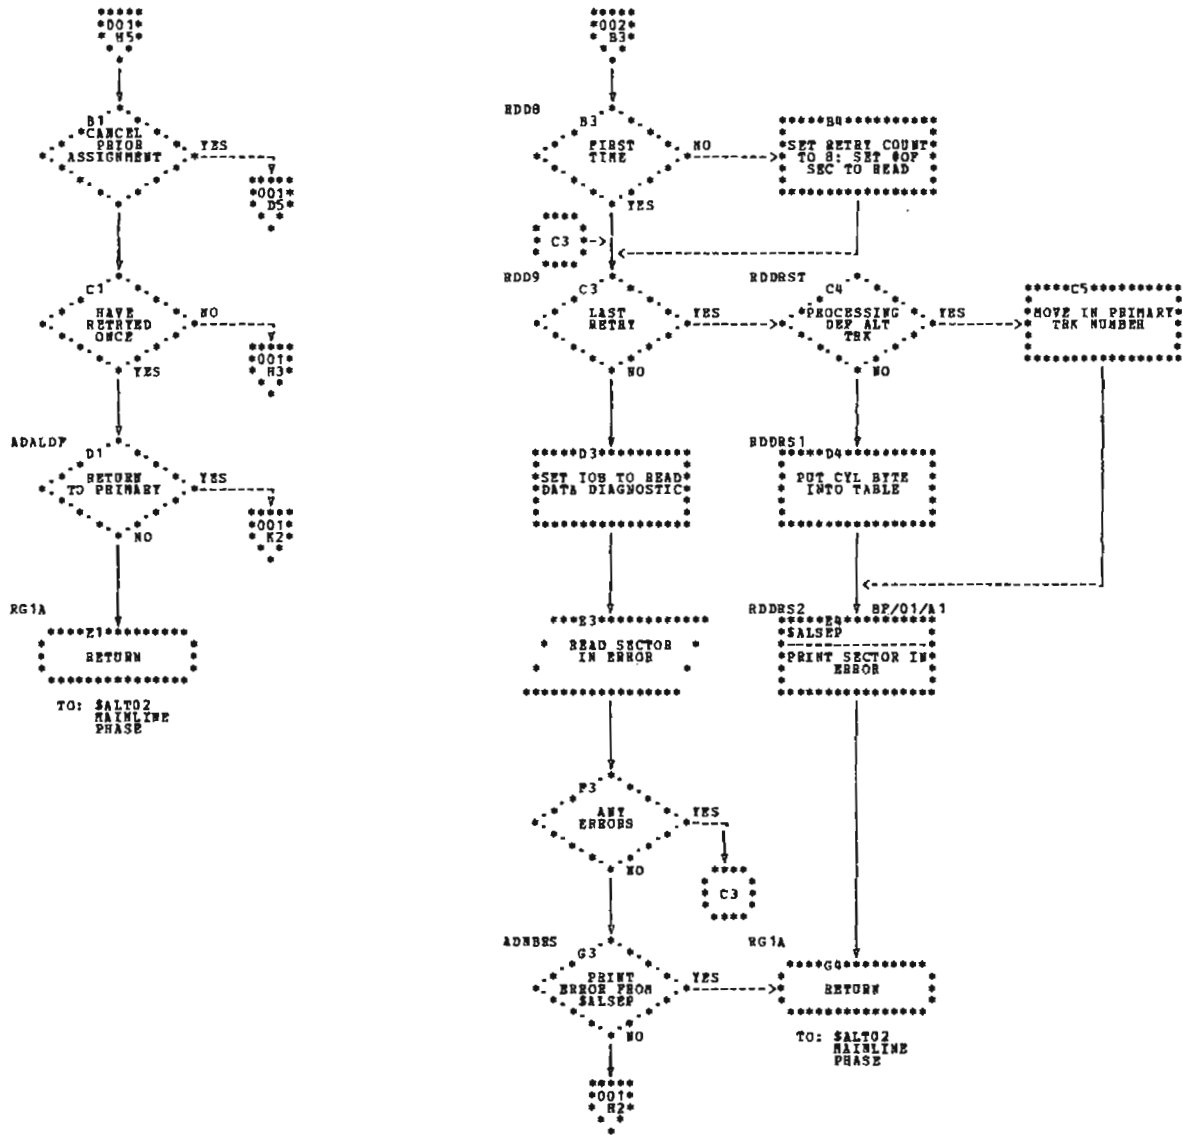 001
H5
B1
CANCEL
PRIOR
ASSIGNMENT
YES
001
D5
C1
HAVE
RETRYED
ONCE
NO
001
H3
YES
ADALDF
D1
RETURN
TO PRIMARY
YES
001
K2
NO
RG1A
E1
RETURN
TO: $ALT02
MAINLINE
PHASE
002
B3
RDD8
B3
FIRST
TIME
NO
B4
SET RETRY COUNT
TO 8: SET #OF
SEC TO READ
YES
C3
RDD9
C3
LAST
RETRY
YES
RDDRST
C4
PROCESSING
DEF ALT
TRK
YES
C5
MOVE IN PRIMARY
TRK NUMBER
NO
NO
D3
SET IOB TO READ
DATA DIAGNOSTIC
RDDRS1
D4
PUT CYL BYTE
INTO TABLE
E3
READ SECTOR
IN ERROR
RDDRS2
BP/01/A1
E4
$ALSEP
PRINT SECTOR IN
ERROR
F3
ANY
ERRORS
YES
C3
NO
G3
PRINT
ERROR FROM
$ALSEP
YES
RG1A
G4
RETURN
TO: $ALT02
MAINLINE
PHASE
NO
001
H2